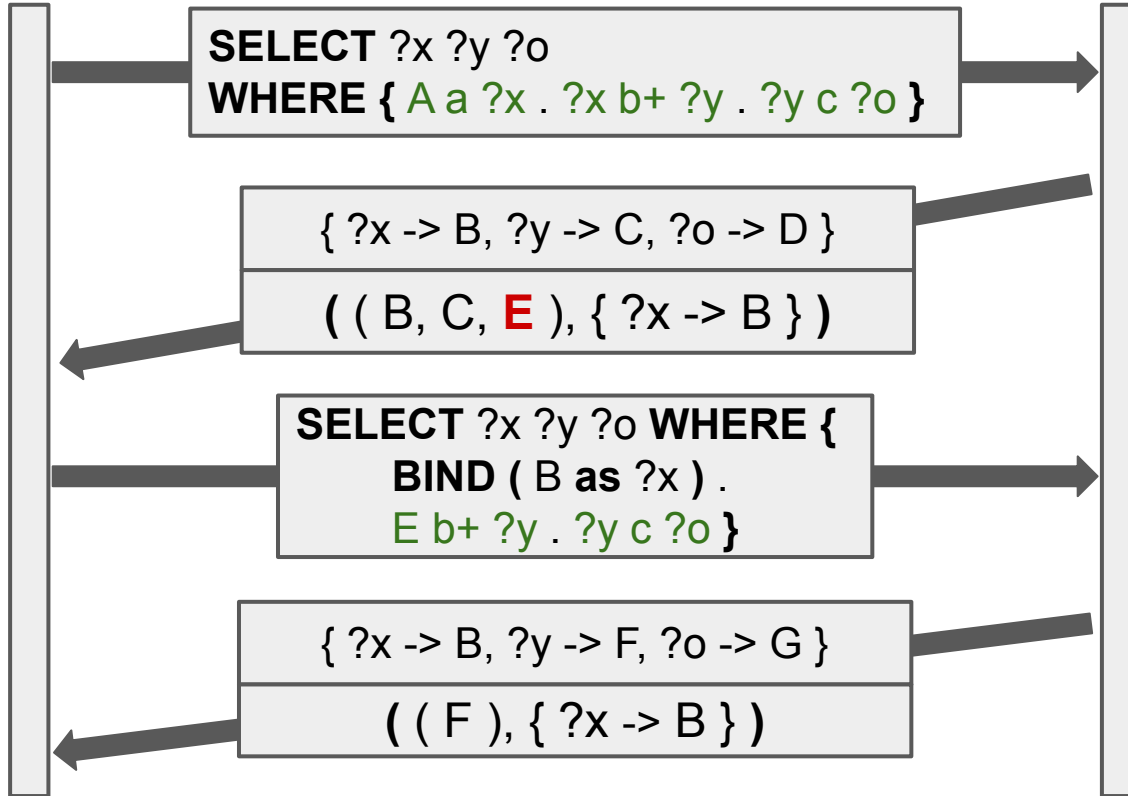 SELECT ?x ?y ?o
WHERE { A a ?x . ?x b+ ?y . ?y c ?o }
{ ?x -> B, ?y -> C, ?o -> D }
( ( B, C, E ), { ?x -> B } )
SELECT ?x ?y ?o WHERE {
BIND ( B as ?x ) .
E b+ ?y . ?y c ?o }
{ ?x -> B, ?y -> F, ?o -> G }
( ( F ), { ?x -> B } )